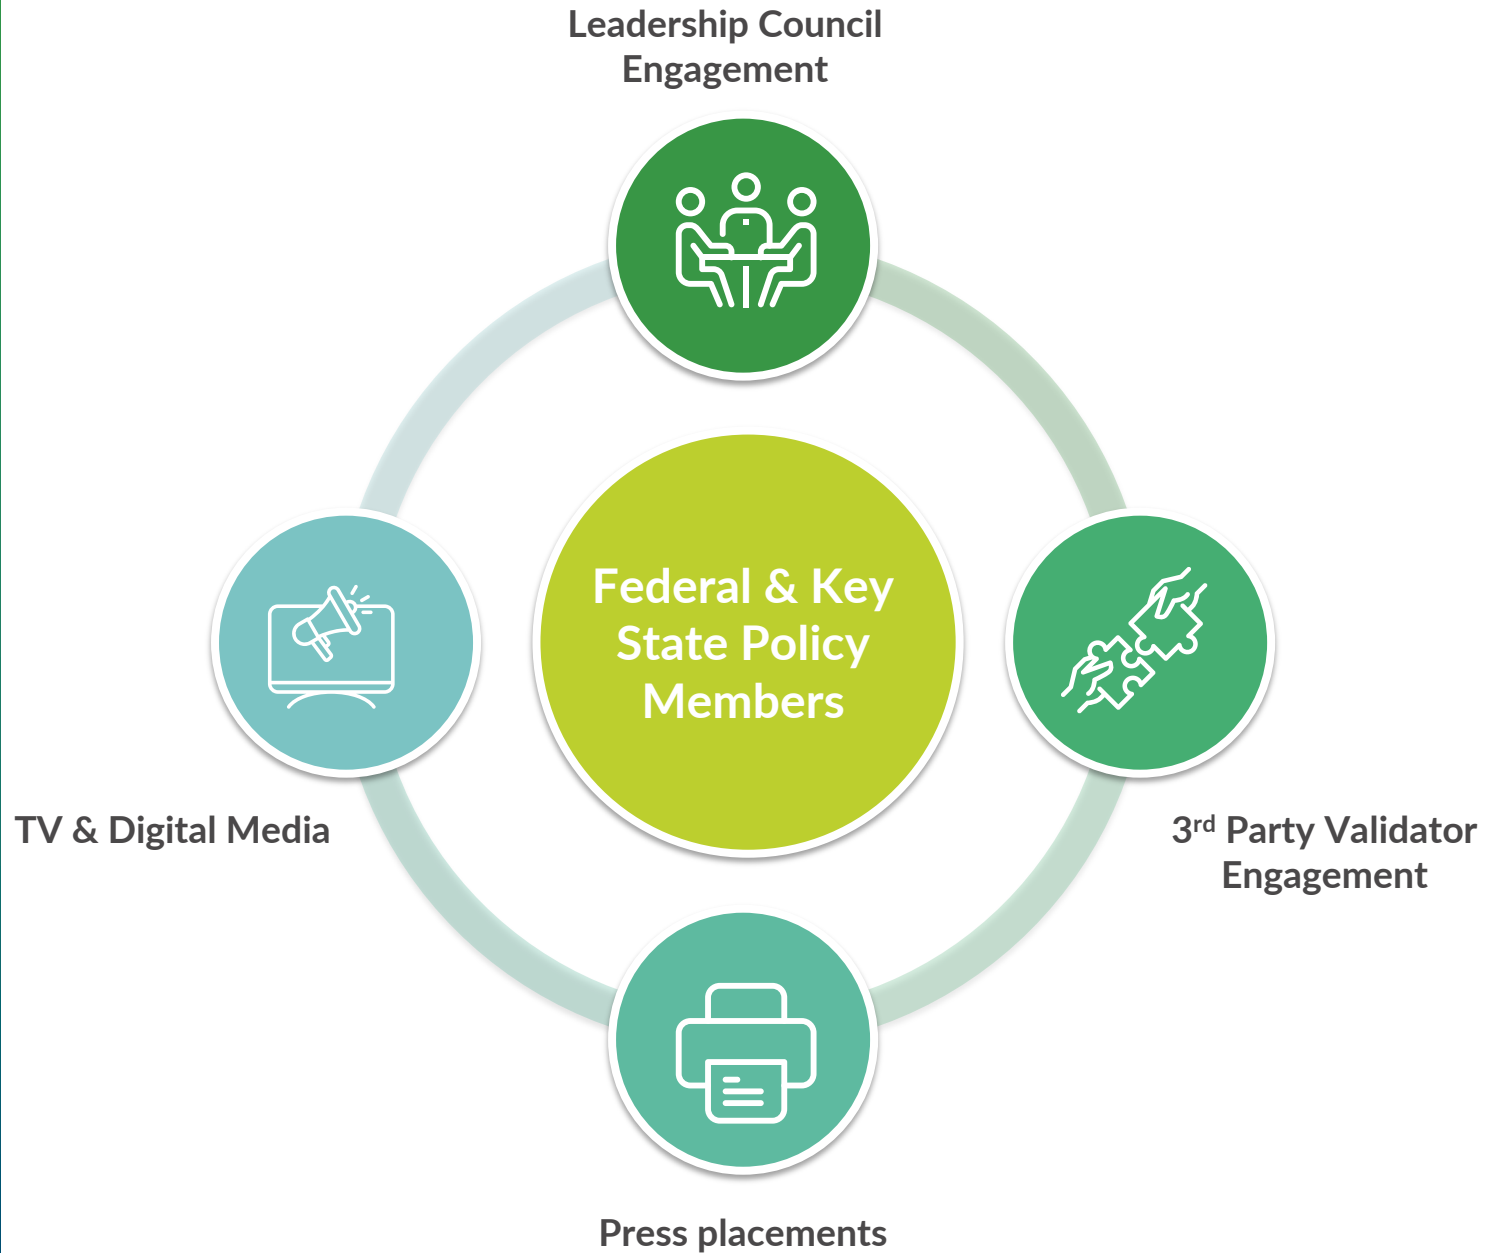 Leadership Council
Engagement
Federal & Key
State Policy
Members
TV & Digital Media
3rd Party Validator
Engagement
Press placements